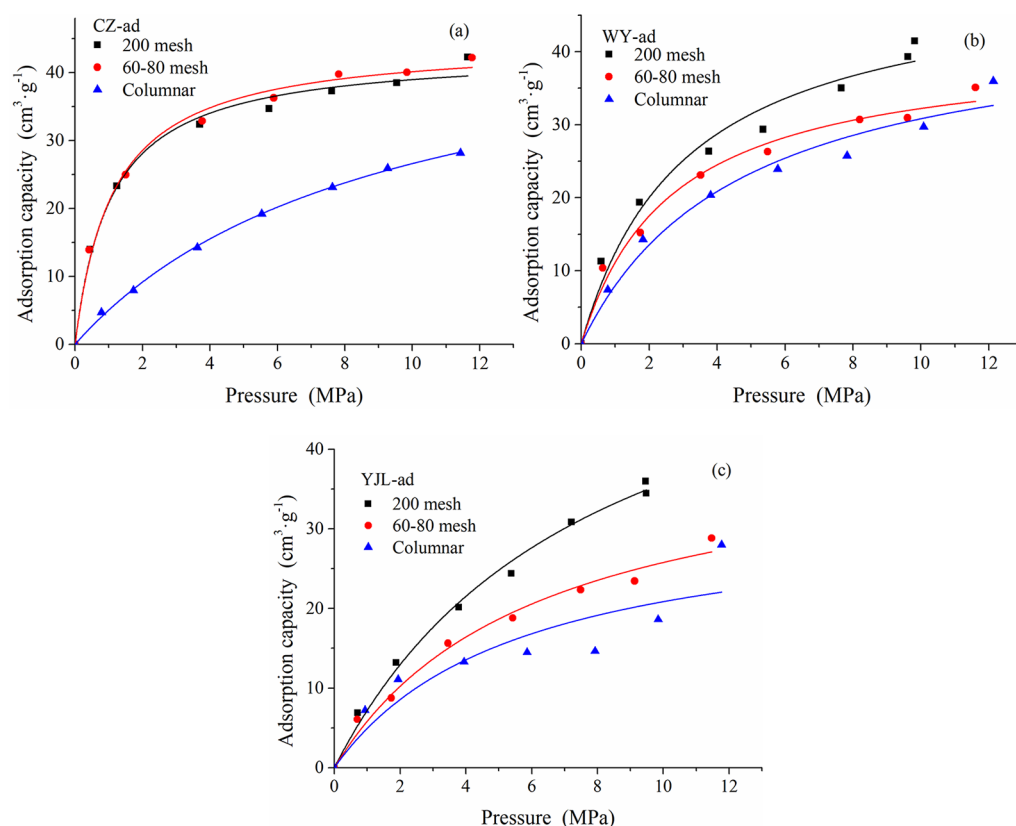 CZ-ad
(a)
200 mesh
60-80 mesh
Columnar
Adsorption capacity (cm³·g⁻¹)
40
30
20
10
0
0 2 4 6 8 10 12
Pressure (MPa)
WY-ad
(b)
200 mesh
60-80 mesh
Columnar
Adsorption capacity (cm³·g⁻¹)
40
30
20
10
0
0 2 4 6 8 10 12
Pressure (MPa)
YJL-ad
(c)
200 mesh
60-80 mesh
Columnar
Adsorption capacity (cm³·g⁻¹)
40
30
20
10
0
0 2 4 6 8 10 12
Pressure (MPa)